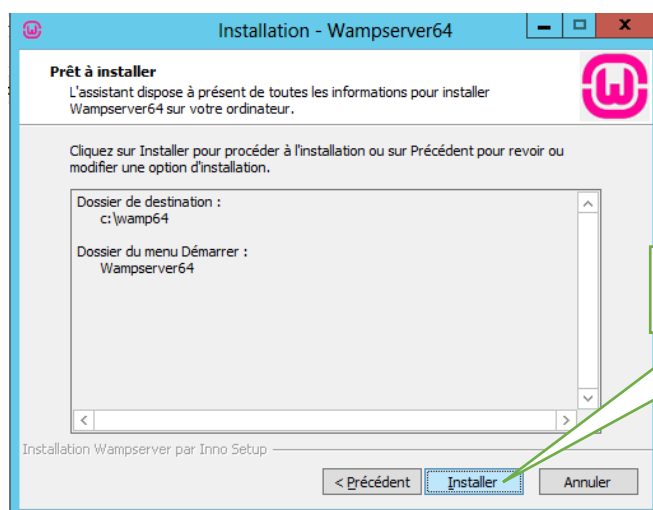 Installation - Wampserver64
Prêt à installer
L'assistant dispose à présent de toutes les informations pour installer
Wampserver64 sur votre ordinateur.
Cliquez sur Installer pour procéder à l'installation ou sur Précédent pour revoir ou
modifier une option d'installation.
Dossier de destination :
c:\wamp64
Dossier du menu Démarrer :
Wampserver64
Installation Wampserver par Inno Setup
< Précédent Installer Annuler